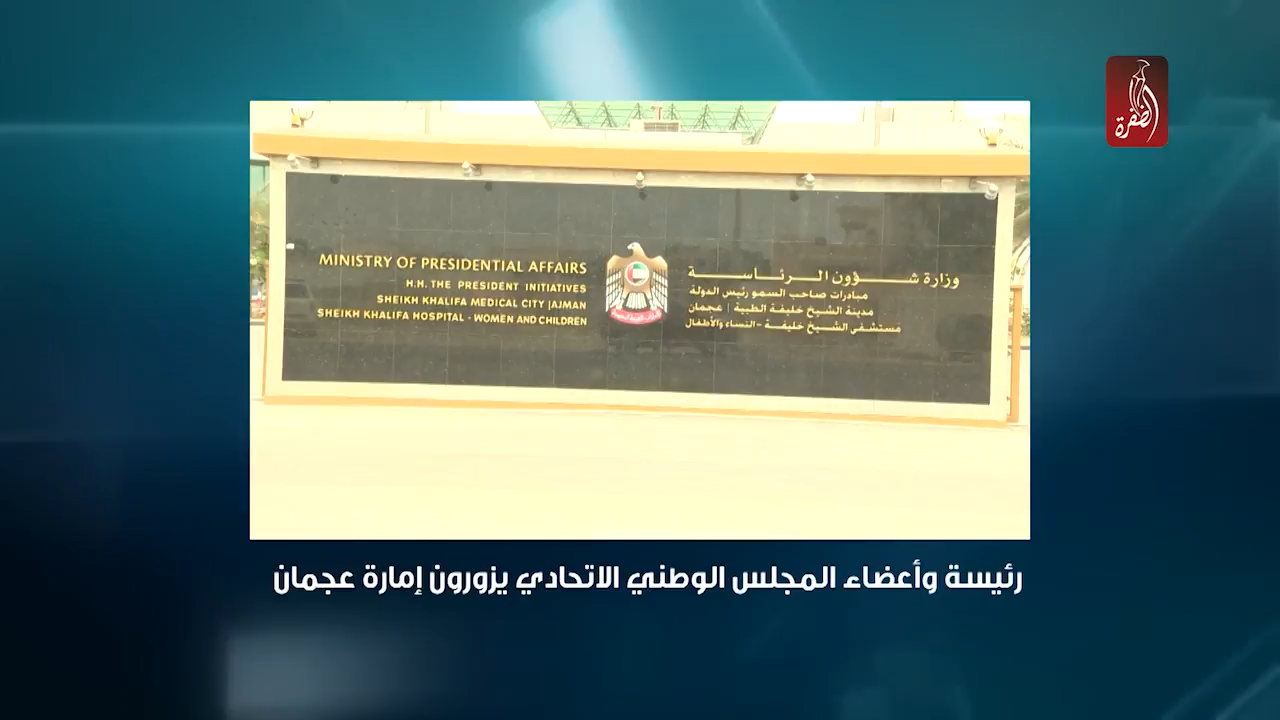 الظفرة
MINISTRY OF PRESIDENTIAL AFFAIRS
H.H. THE PRESIDENT INITIATIVES
SHEIKH KHALIFA MEDICAL CITY |AJMAN
SHEIKH KHALIFA HOSPITAL - WOMEN AND CHILDREN
وزارة شـــؤون الـــرئـــاســـة
مبادرات صاحب السمو رئيس الدولة
مدينة الشيخ خليفة الطبية | عجمان
مستشفى الشيخ خليفة - النساء والأطفال
رئيسة وأعضاء المجلس الوطني الاتحادي يزورون إمارة عجمان